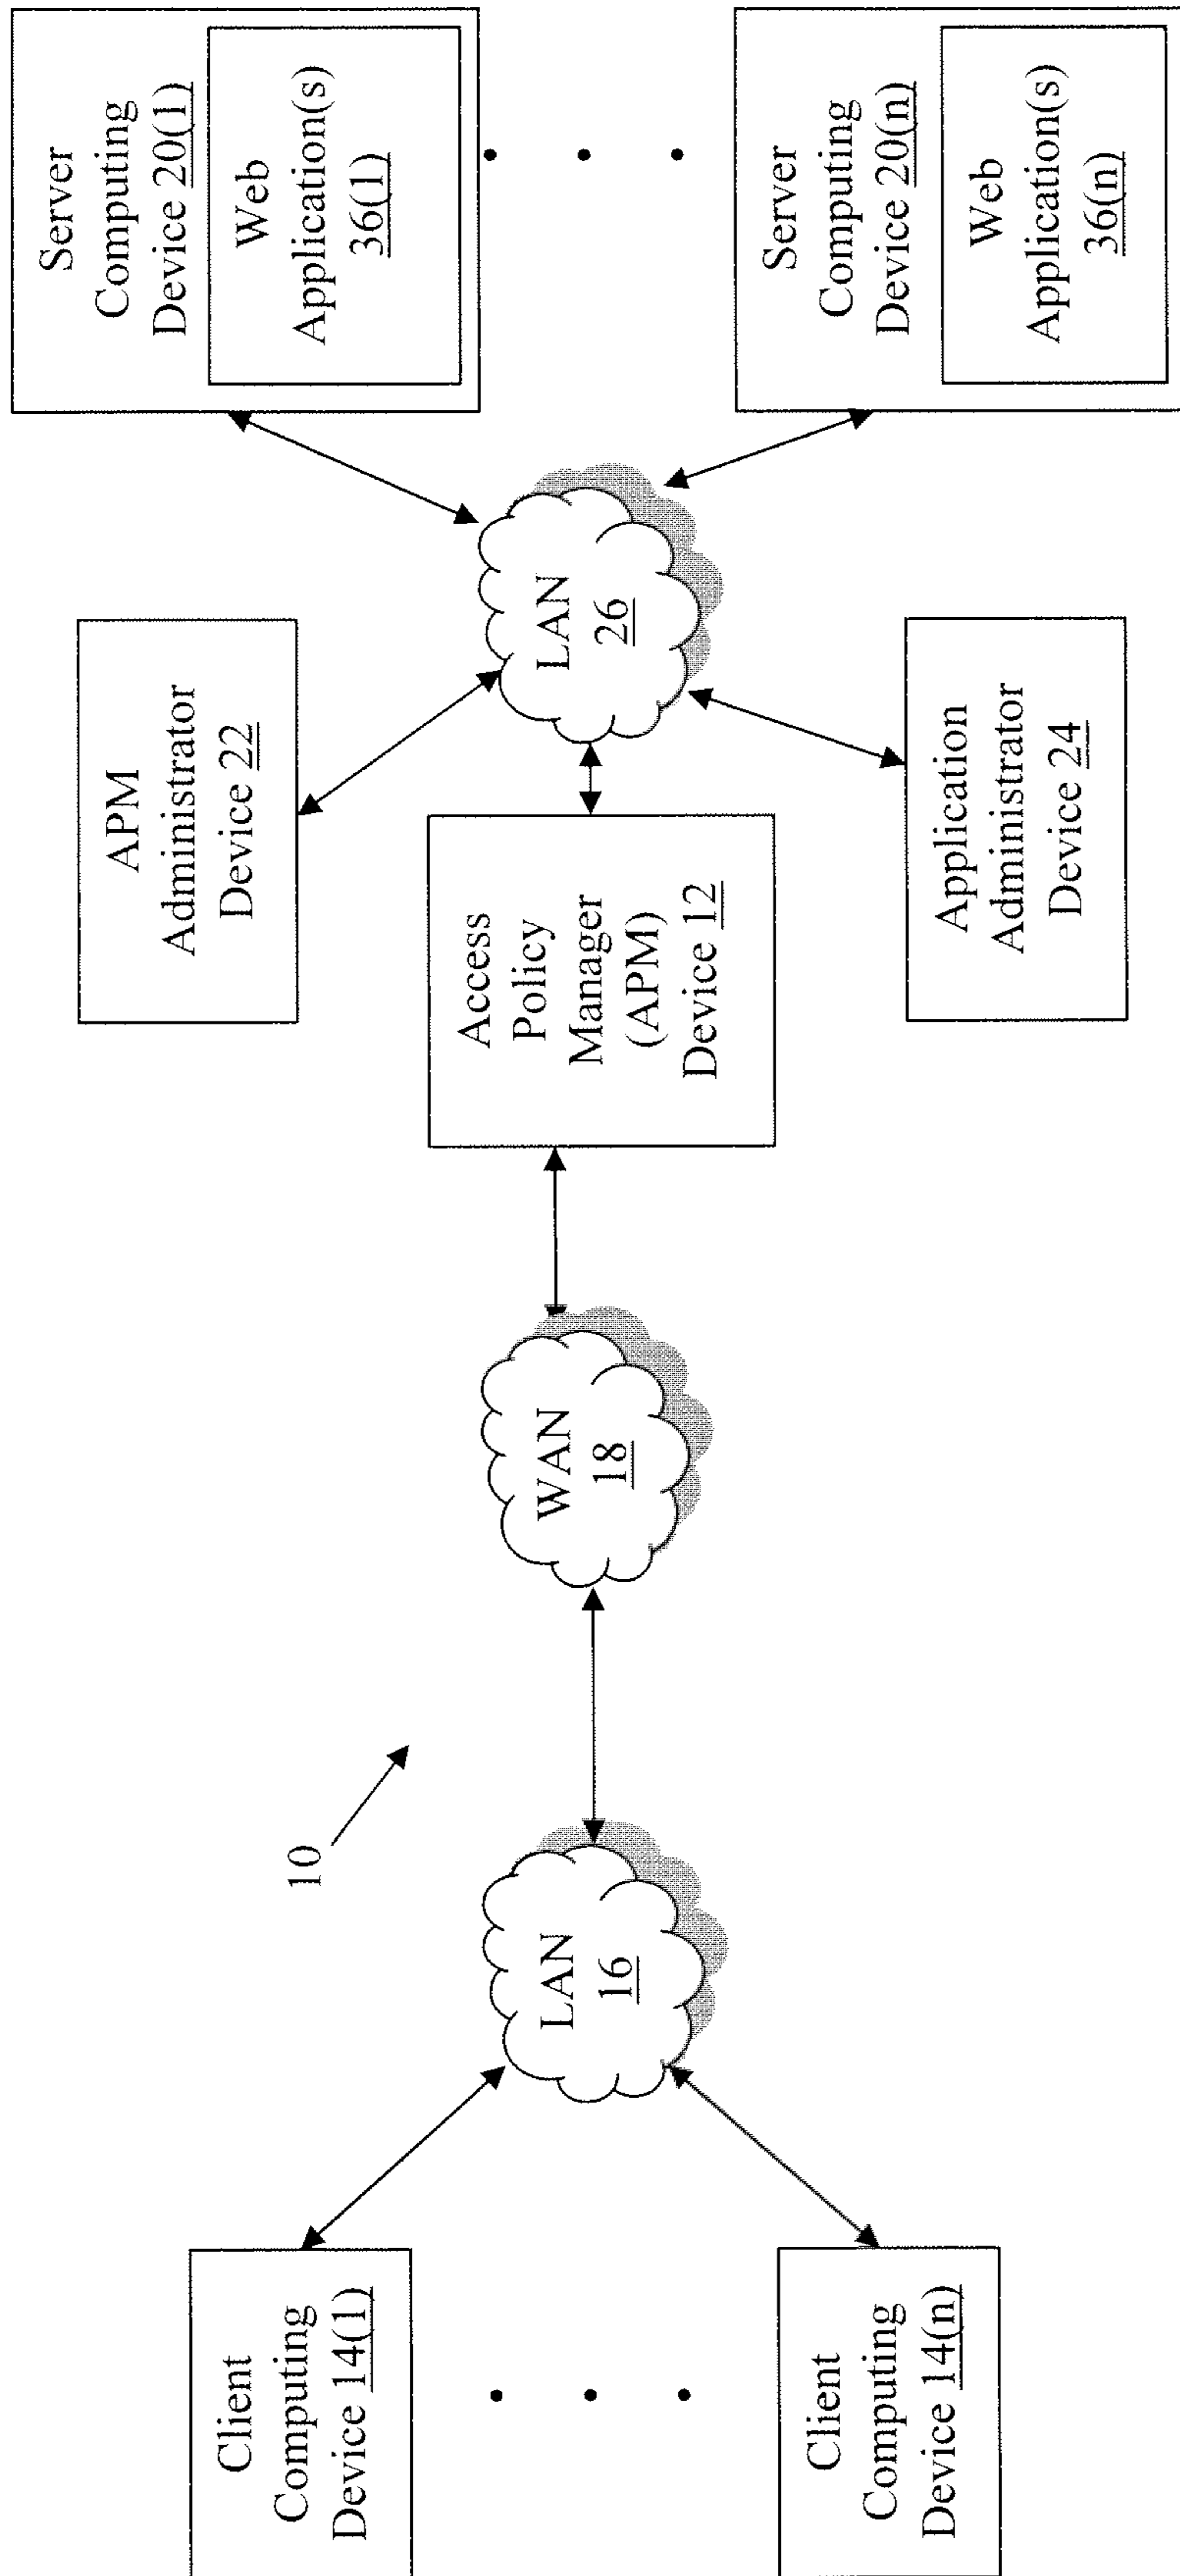 Client
Computing
Device 14(1)
Client
Computing
Device 14(n)
LAN
16
10
WAN
18
Access
Policy
Manager
(APM)
Device 12
APM
Administrator
Device 22
Application
Administrator
Device 24
LAN
26
Server
Computing
Device 20(1)
Web
Application(s)
36(1)
Server
Computing
Device 20(n)
Web
Application(s)
36(n)